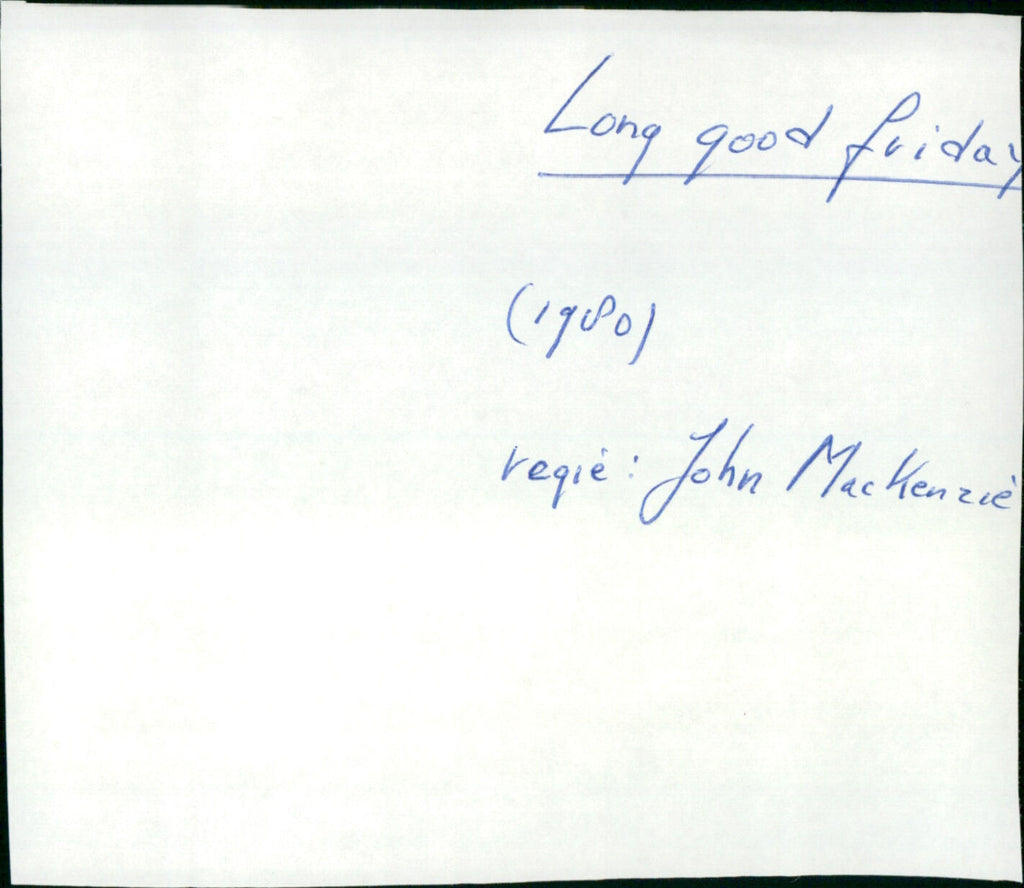 Long good friday
(1980)
regie: John MacKenzie